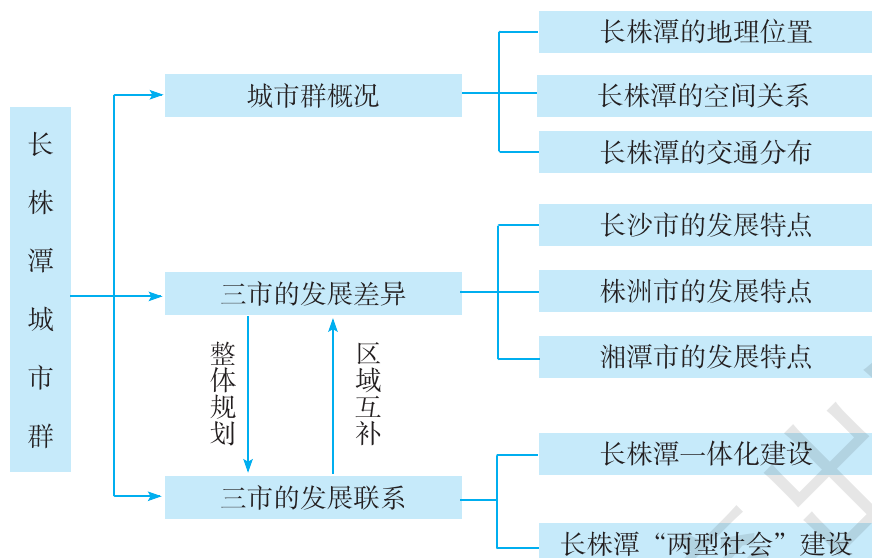 长株潭城市群
城市群概况
长株潭的地理位置
长株潭的空间关系
长株潭的交通分布
三市的发展差异
长沙市的发展特点
株洲市的发展特点
湘潭市的发展特点
整体规划
区域互补
三市的发展联系
长株潭一体化建设
长株潭“两型社会”建设